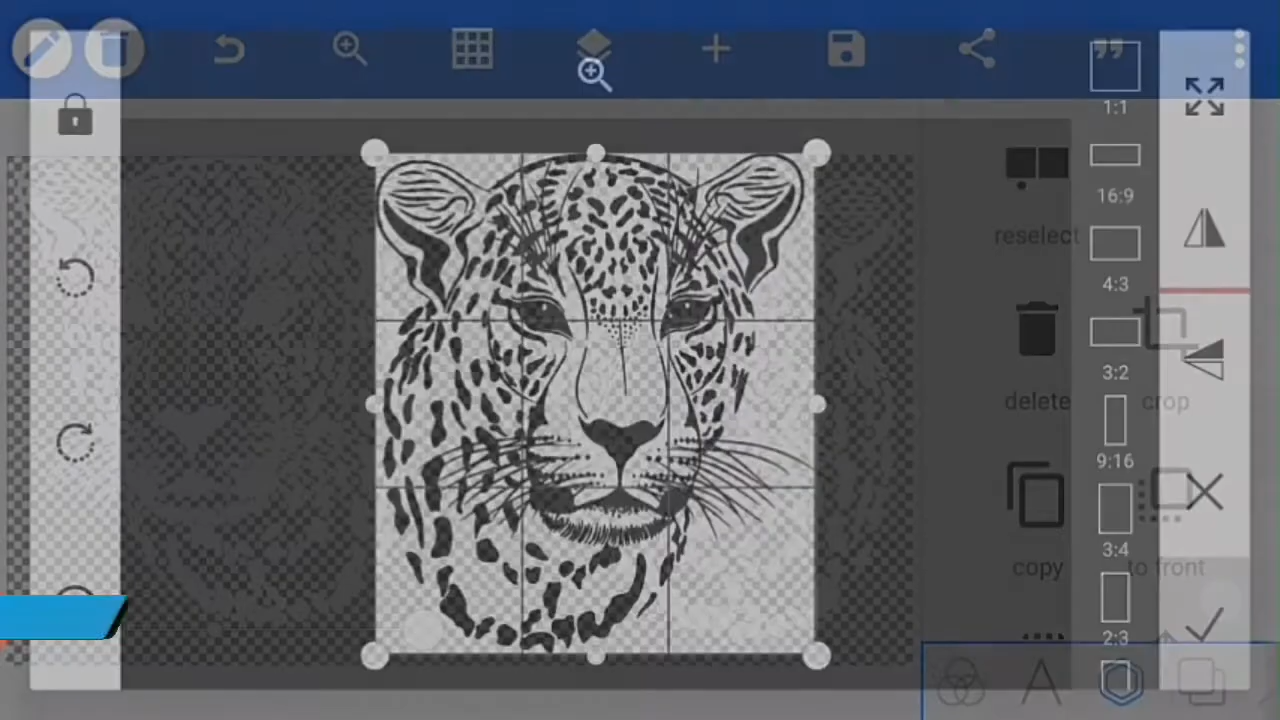 1:1
16:9
reselect
4:3
3:2
delete
crop
9:16
3:4
copy
to front
2:3
A